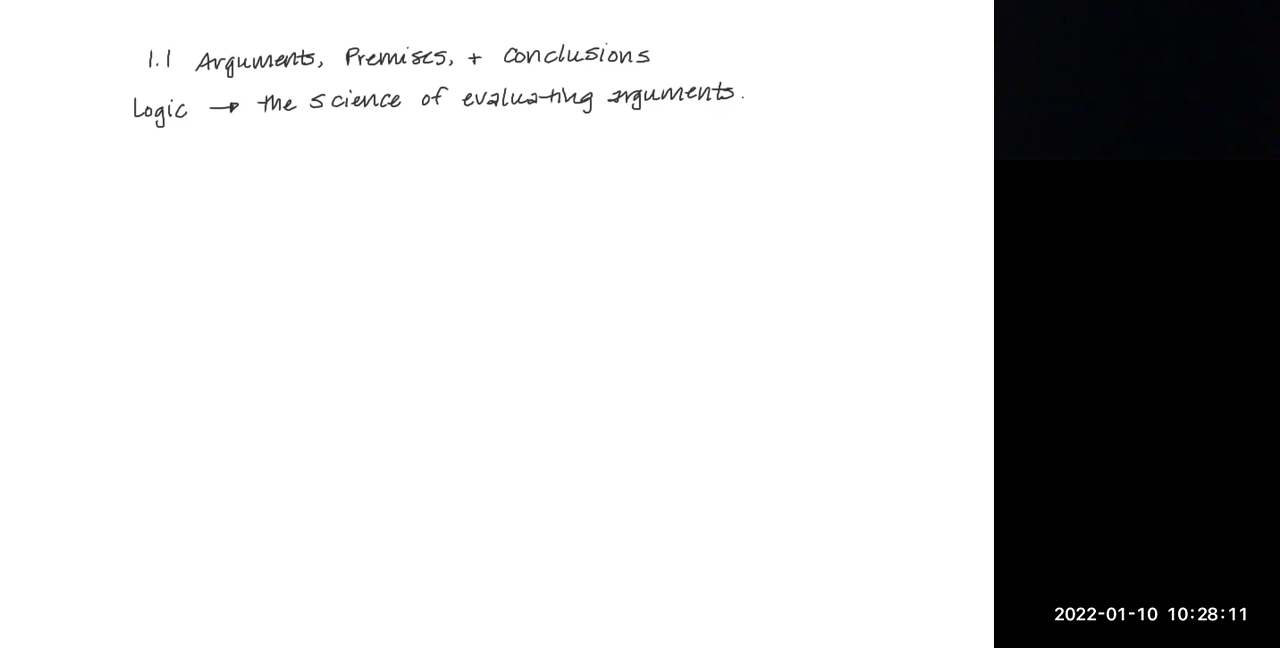 1.1 Arguments, Premises, + Conclusions
Logic → the science of evaluating arguments.
2022-01-10 10:28:11